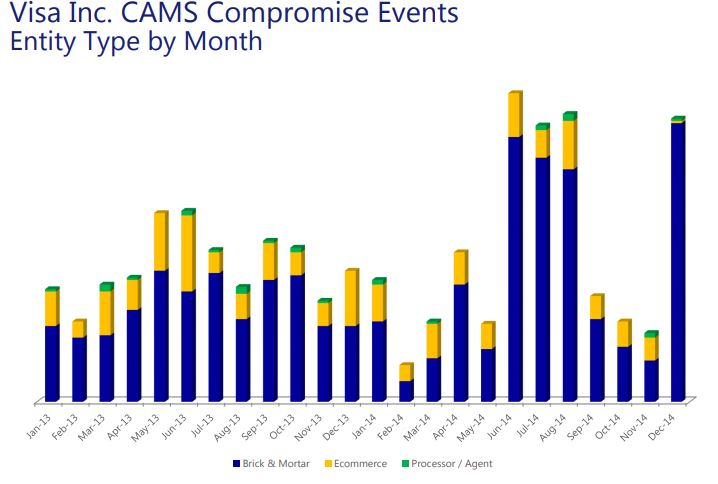 Visa Inc. CAMS Compromise Events
Entity Type by Month
Jan-13
Feb-13
Mar-13
Apr-13
May-13
Jun-13
Jul-13
Aug-13
Sep-13
Oct-13
Nov-13
Dec-13
Jan-14
Feb-14
Mar-14
Apr-14
May-14
Jun-14
Jul-14
Aug-14
Sep-14
Oct-14
Nov-14
Dec-14
Brick & Mortar
Ecommerce
Processor / Agent